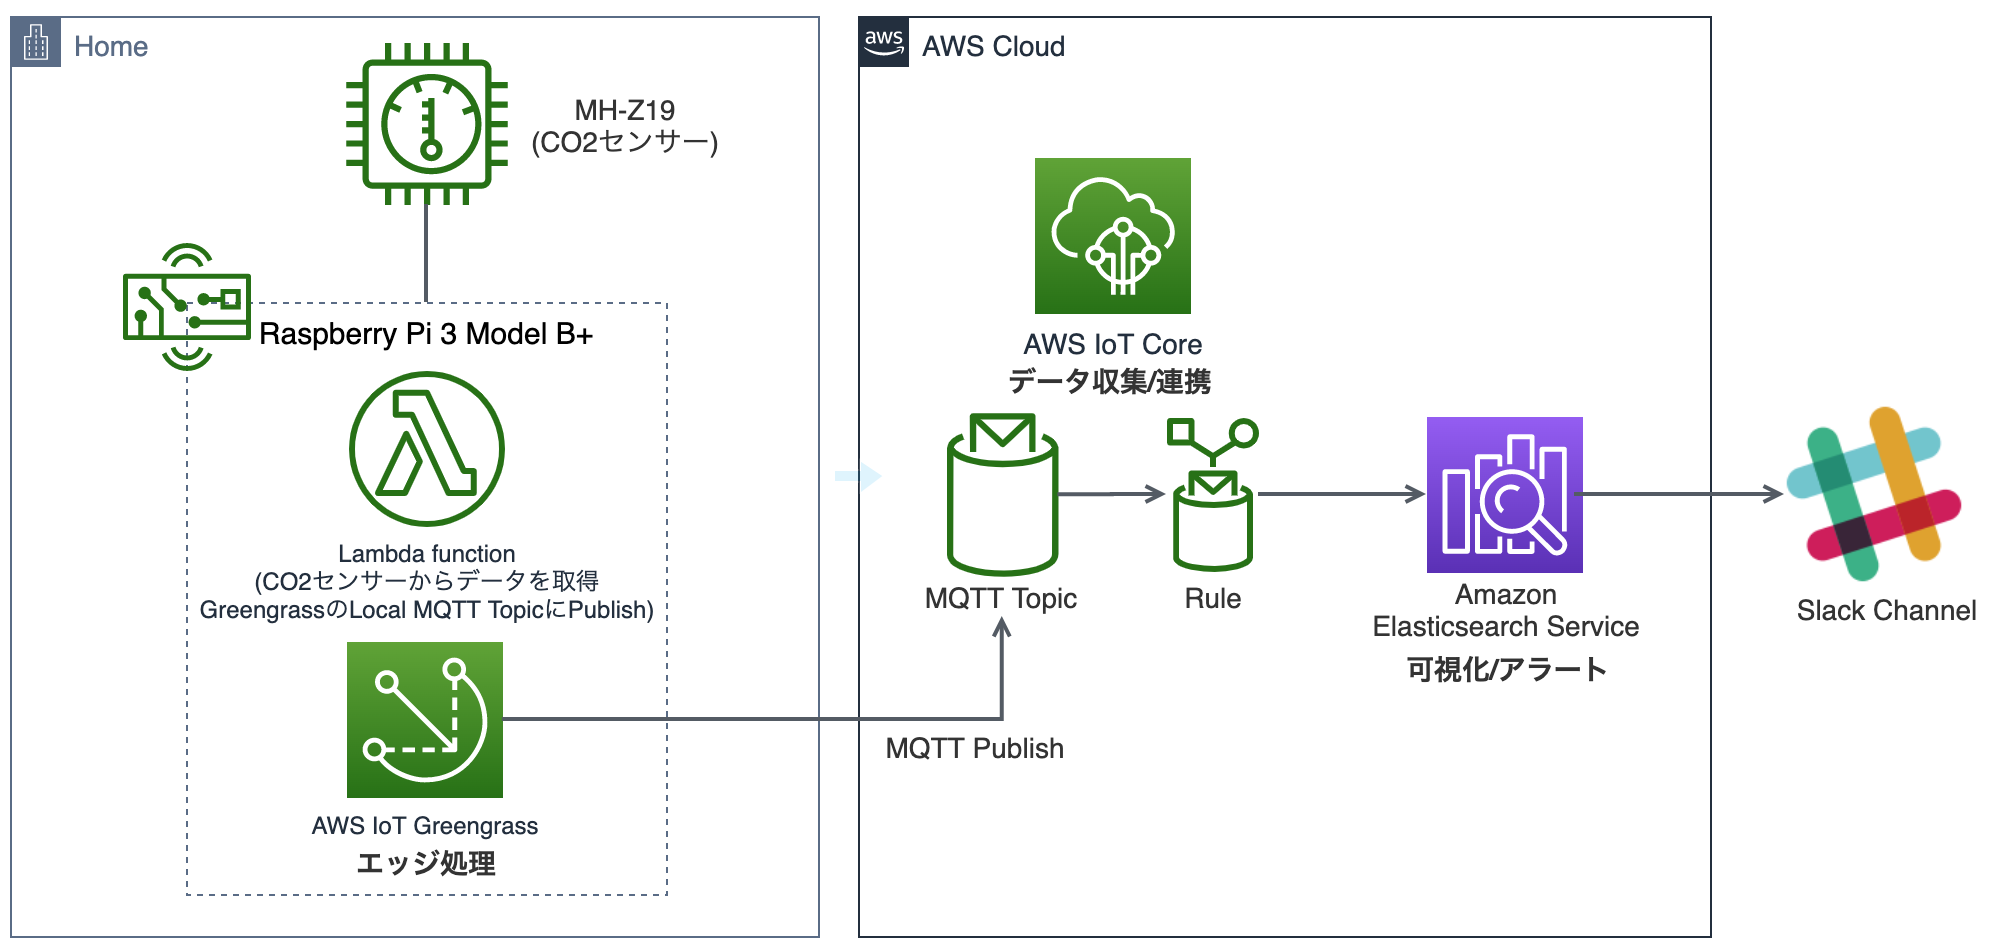 Home
MH-Z19
(CO2センサー)
Raspberry Pi 3 Model B+
Lambda function
(CO2センサーからデータを取得
GreengrassのLocal MQTT TopicにPublish)
AWS IoT Greengrass
エッジ処理
aws
AWS Cloud
AWS IoT Core
データ収集/連携
MQTT Topic
Rule
Amazon
Elasticsearch Service
可視化/アラート
MQTT Publish
Slack Channel